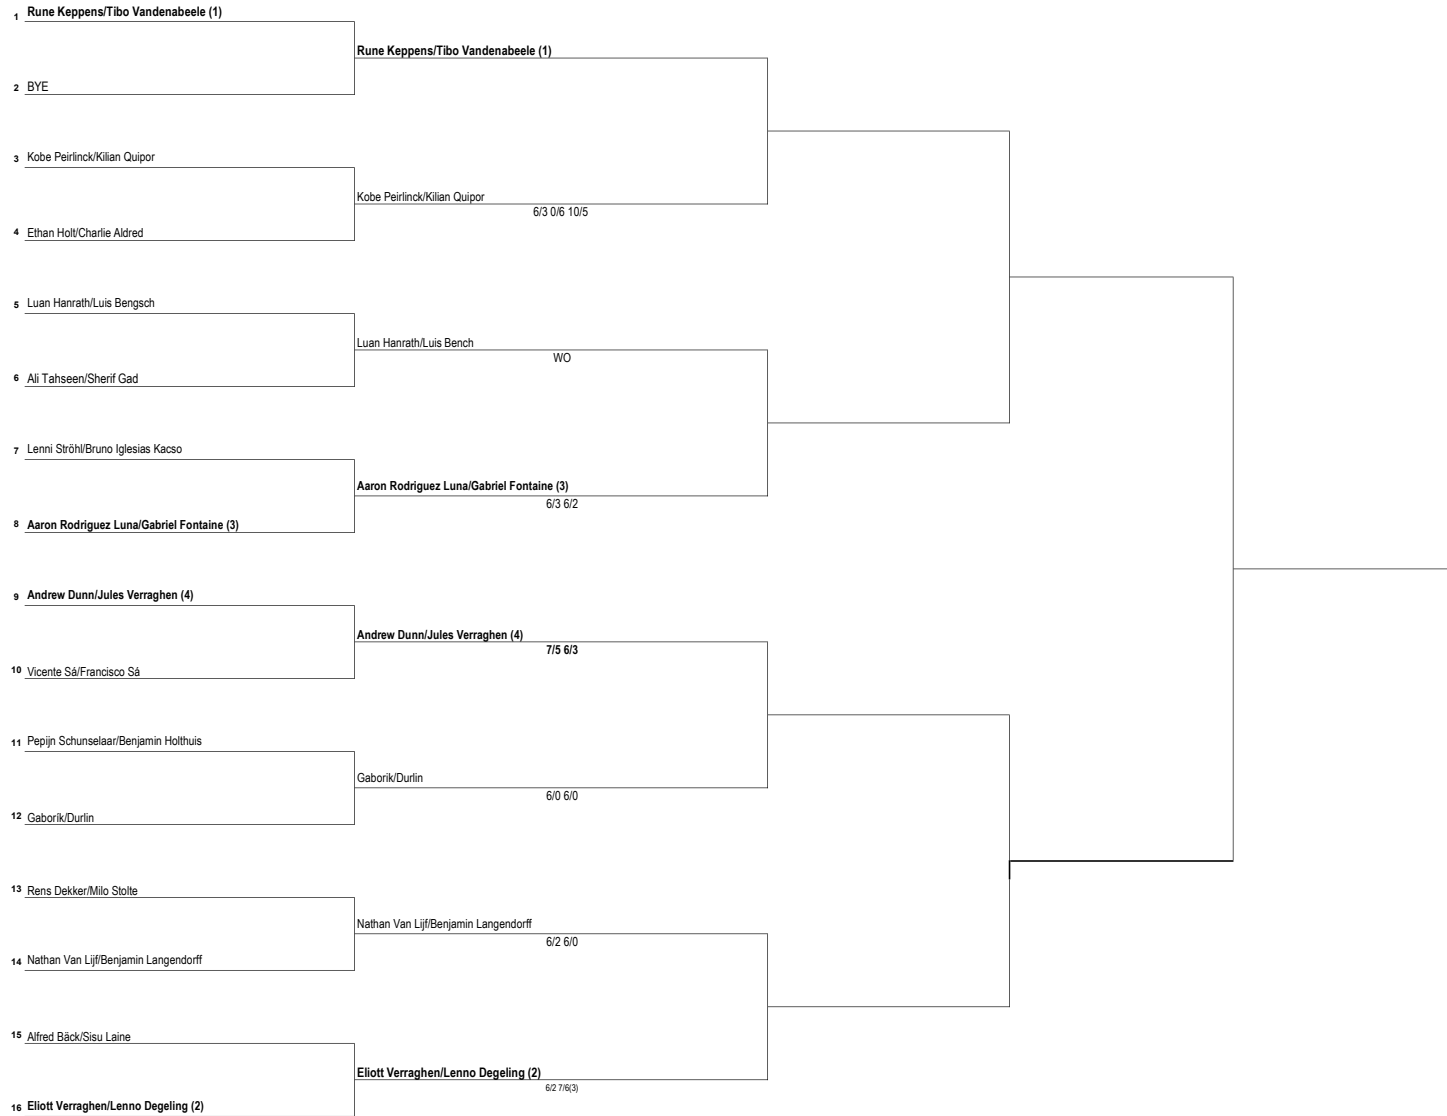 1 Rune Keppens/Tibo Vandenabeele (1)
Rune Keppens/Tibo Vandenabeele (1)
2 BYE
3 Kobe Peirlinck/Kilian Quipor
Kobe Peirlinck/Kilian Quipor
6/3 0/6 10/5
4 Ethan Holt/Charlie Aldred
5 Luan Hanrath/Luis Bengsch
Luan Hanrath/Luis Bench
WO
6 Ali Tahseen/Sherif Gad
7 Lenni Ströhl/Bruno Iglesias Kacso
Aaron Rodriguez Luna/Gabriel Fontaine (3)
6/3 6/2
8 Aaron Rodriguez Luna/Gabriel Fontaine (3)
9 Andrew Dunn/Jules Verraghen (4)
Andrew Dunn/Jules Verraghen (4)
7/5 6/3
10 Vicente Sá/Francisco Sá
11 Pepijn Schunselaar/Benjamin Holthuis
Gaborik/Durlin
6/0 6/0
12 Gaborík/Durlin
13 Rens Dekker/Milo Stolte
Nathan Van Lijf/Benjamin Langendorff
6/2 6/0
14 Nathan Van Lijf/Benjamin Langendorff
15 Alfred Bäck/Sisu Laine
Eliott Verraghen/Lenno Degeling (2)
6/2 7/6(3)
16 Eliott Verraghen/Lenno Degeling (2)